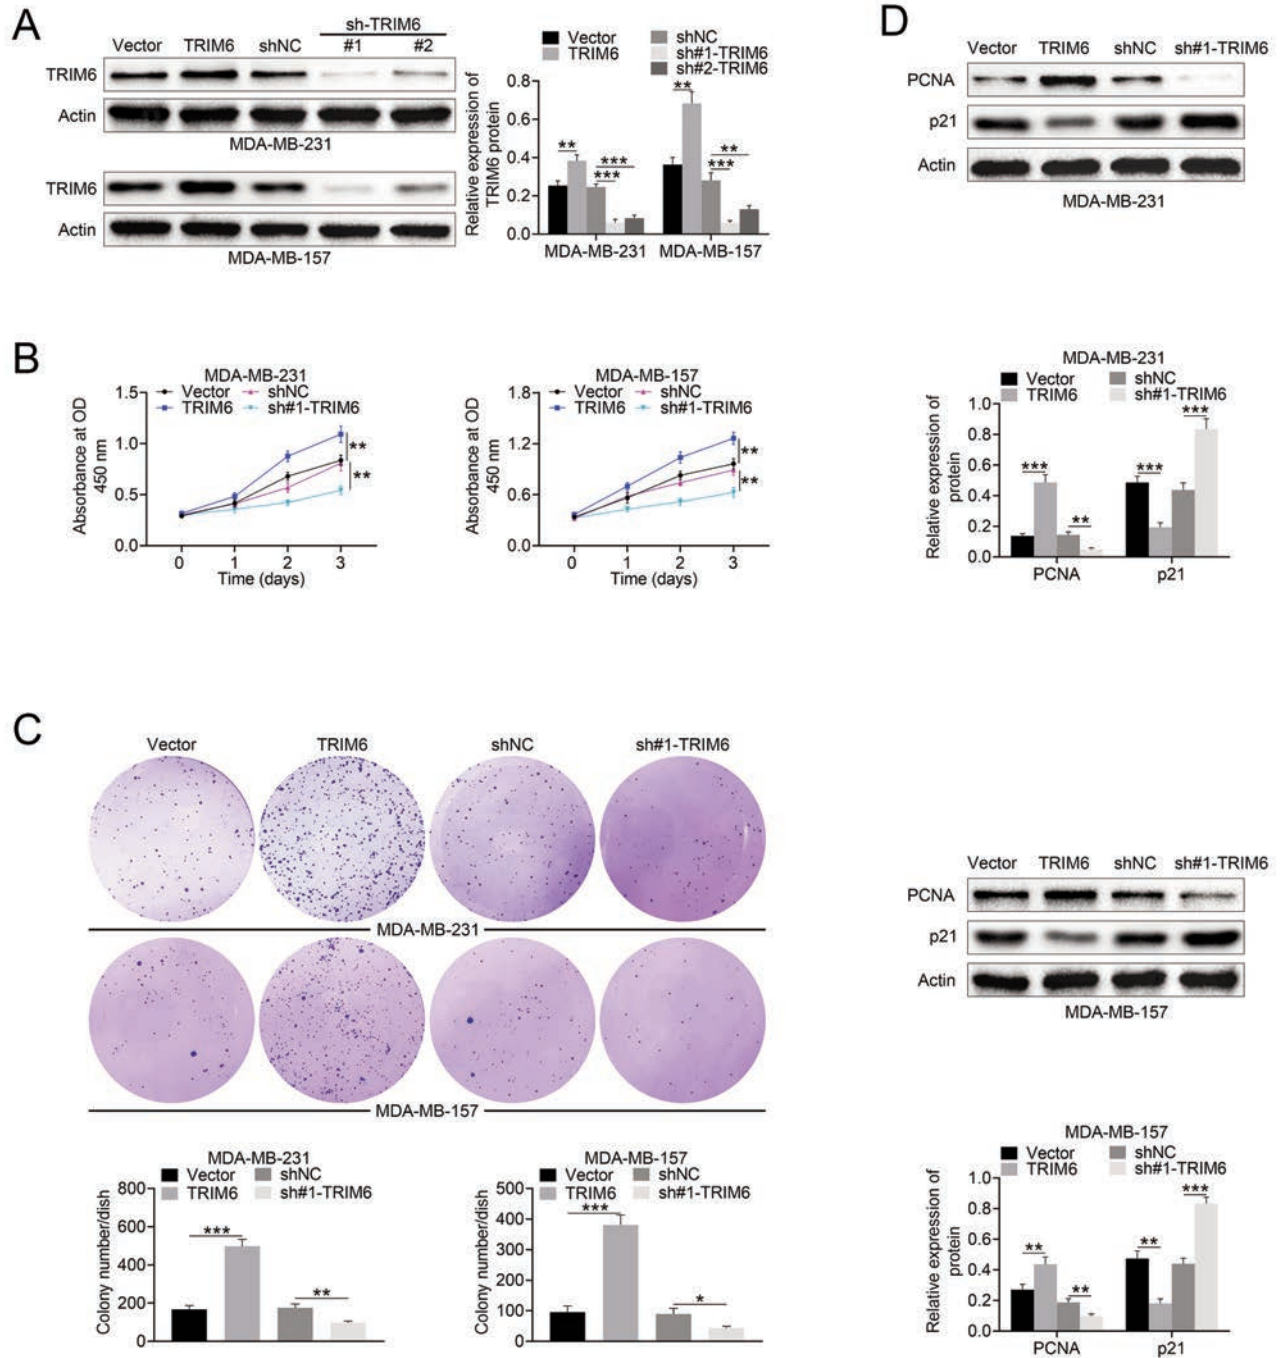 A
sh-TRIM6
Vector TRIM6 shNC #1 #2
TRIM6
Actin
MDA-MB-231
TRIM6
Actin
MDA-MB-157
Vector shNC
TRIM6 sh#1-TRIM6
sh#2-TRIM6
Relative expression of
TRIM6 protein
0.8
0.6
0.4
0.2
0.0
** *** *** ** *** **
MDA-MB-231 MDA-MB-157
D
Vector TRIM6 shNC sh#1-TRIM6
PCNA
p21
Actin
MDA-MB-231
MDA-MB-231
Vector shNC
TRIM6 sh#1-TRIM6
Relative expression of
protein
1.0
0.8
0.6
0.4
0.2
0.0
*** ** *** ***
PCNA p21
B
MDA-MB-231
Vector shNC
TRIM6 sh#1-TRIM6
Absorbance at OD
450 nm
1.5
1.0
0.5
0.0
**
**
0 1 2 3
Time (days)
MDA-MB-157
Vector shNC
TRIM6 sh#1-TRIM6
Absorbance at OD
450 nm
1.8
1.2
0.6
0.0
**
**
0 1 2 3
Time (days)
C
Vector TRIM6 shNC sh#1-TRIM6
MDA-MB-231
MDA-MB-157
MDA-MB-231
Vector shNC
TRIM6 sh#1-TRIM6
Colony number/dish
800
600
400
200
0
*** **
MDA-MB-157
Vector shNC
TRIM6 sh#1-TRIM6
Colony number/dish
500
400
300
200
100
0
*** *
Vector TRIM6 shNC sh#1-TRIM6
PCNA
p21
Actin
MDA-MB-157
MDA-MB-157
Vector shNC
TRIM6 sh#1-TRIM6
Relative expression of
protein
1.0
0.8
0.6
0.4
0.2
0.0
** ** ** ***
PCNA p21